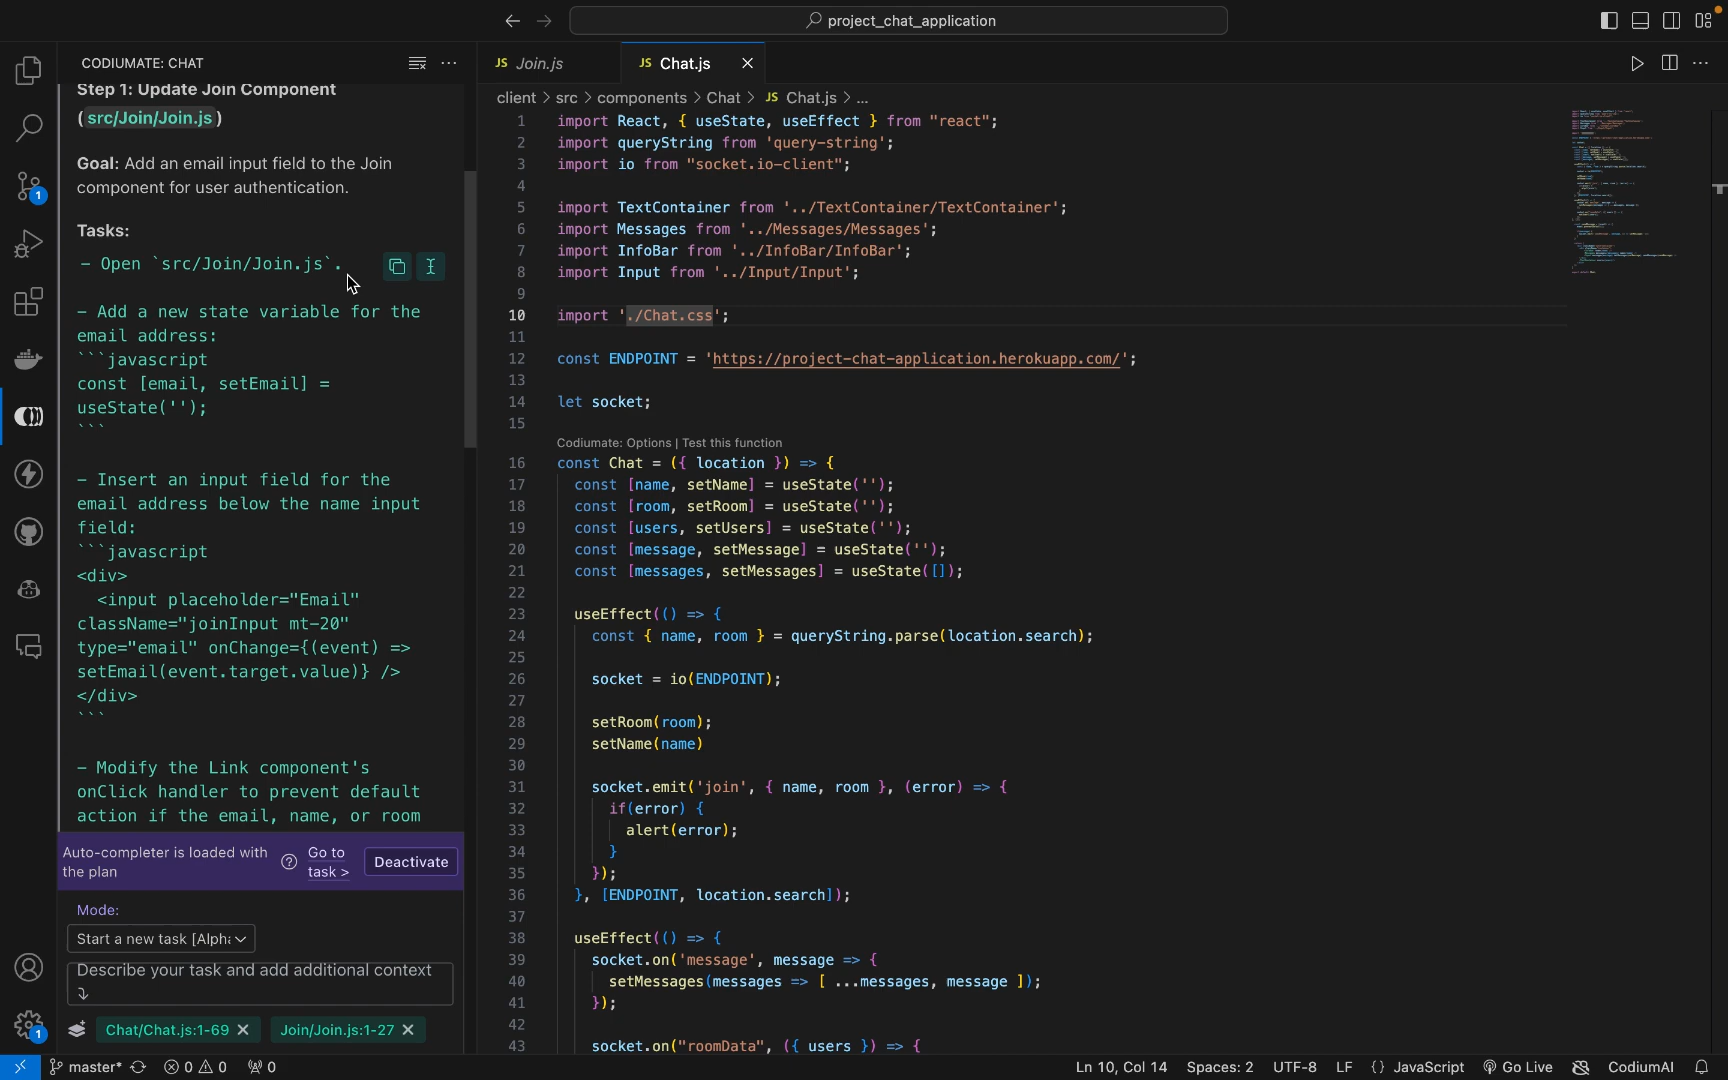 project_chat_application
CODIUMATE: CHAT
Step 1: Update Join Component
(src/Join/Join.js)
Goal: Add an email input field to the Join
component for user authentication.
Tasks:
- Open `src/Join/Join.js`.
- Add a new state variable for the
email address:
```javascript
const [email, setEmail] =
useState('');
```
- Insert an input field for the
email address below the name input
field:
```javascript
<div>
<input placeholder="Email"
className="joinInput mt-20"
type="email" onChange={(event) =>
setEmail(event.target.value)} />
</div>
```
- Modify the Link component's
onClick handler to prevent default
action if the email, name, or room
Auto-completer is loaded with
the plan
Go to
task >
Deactivate
Mode:
Start a new task [Alpha
Describe your task and add additional context
Chat/Chat.js:1-69
Join/Join.js:1-27
JS Join.js
JS Chat.js
client > src > components > Chat > JS Chat.js > ...
1 import React, { useState, useEffect } from "react";
2 import queryString from 'query-string';
3 import io from "socket.io-client";
4
5 import TextContainer from '../TextContainer/TextContainer';
6 import Messages from '../Messages/Messages';
7 import InfoBar from '../InfoBar/InfoBar';
8 import Input from '../Input/Input';
9
10 import './Chat.css';
11
12 const ENDPOINT = 'https://project-chat-application.herokuapp.com/';
13
14 let socket;
15
Codiumate: Options | Test this function
16 const Chat = ({ location }) => {
17 const [name, setName] = useState('');
18 const [room, setRoom] = useState('');
19 const [users, setUsers] = useState('');
20 const [message, setMessage] = useState('');
21 const [messages, setMessages] = useState([]);
22
23 useEffect(() => {
24 const { name, room } = queryString.parse(location.search);
25
26 socket = io(ENDPOINT);
27
28 setRoom(room);
29 setName(name)
30
31 socket.emit('join', { name, room }, (error) => {
32 if(error) {
33 alert(error);
34 }
35 });
36 }, [ENDPOINT, location.search]);
37
38 useEffect(() => {
39 socket.on('message', message => {
40 setMessages(messages => [ ...messages, message ]);
41 });
42
43 socket.on("roomData", ({ users }) => {
1
1
master* 0 0 0
Ln 10, Col 14 Spaces: 2 UTF-8 LF {} JavaScript Go Live CodiumAI